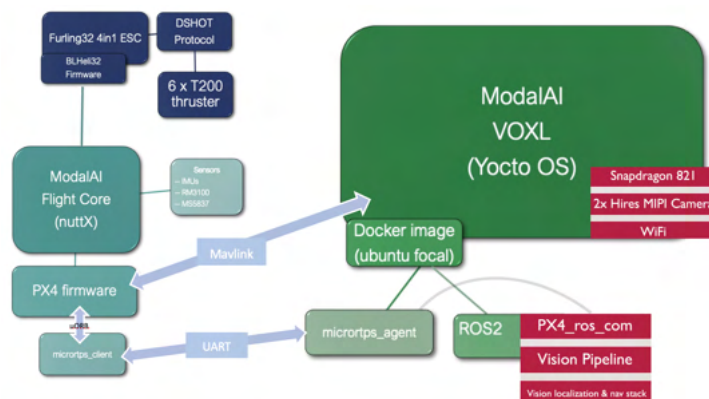 Furling32 4in1 ESC
BLHeli32
Firmware
DSHOT
Protocol
6 x T200
thruster
ModalAI
Flight Core
(nuttX)
Sensors
– IMUs
– RM3100
– MS5837
PX4 firmware
uORB
micrortps_client
Mavlink
UART
ModalAI
VOXL
(Yocto OS)
Snapdragon 821
2x Hires MIPI Camera
WiFi
Docker image
(ubuntu focal)
micrortps_agent
ROS2
PX4_ros_com
Vision Pipeline
Vision localization & nav stack